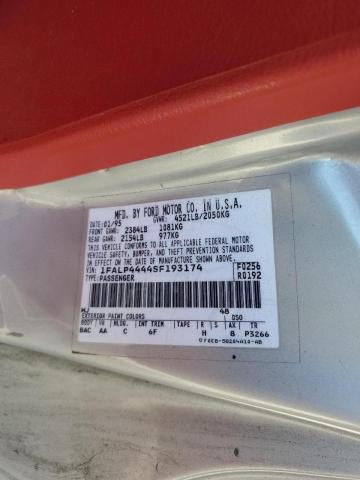 MFD. BY FORD MOTOR CO. IN U.S.A.
DATE: 01/95 GVWR: 4521LB/2050KG
FRONT GAWR: 2384LB 1081KG
REAR GAWR: 2154LB 977KG
THIS VEHICLE CONFORMS TO ALL APPLICABLE FEDERAL MOTOR
VEHICLE SAFETY, BUMPER, AND THEFT PREVENTION STANDARDS
IN EFFECT ON THE DATE OF MANUFACTURE SHOWN ABOVE
VIN: 1FALP4444SF193174 F0256
TYPE: PASSENGER R0192
48
EXTERIOR PAINT COLORS DSO
BODY VR MLDG. INT TRIM TAPE R S AX TR
BAC AA C 6F H 8 P3266